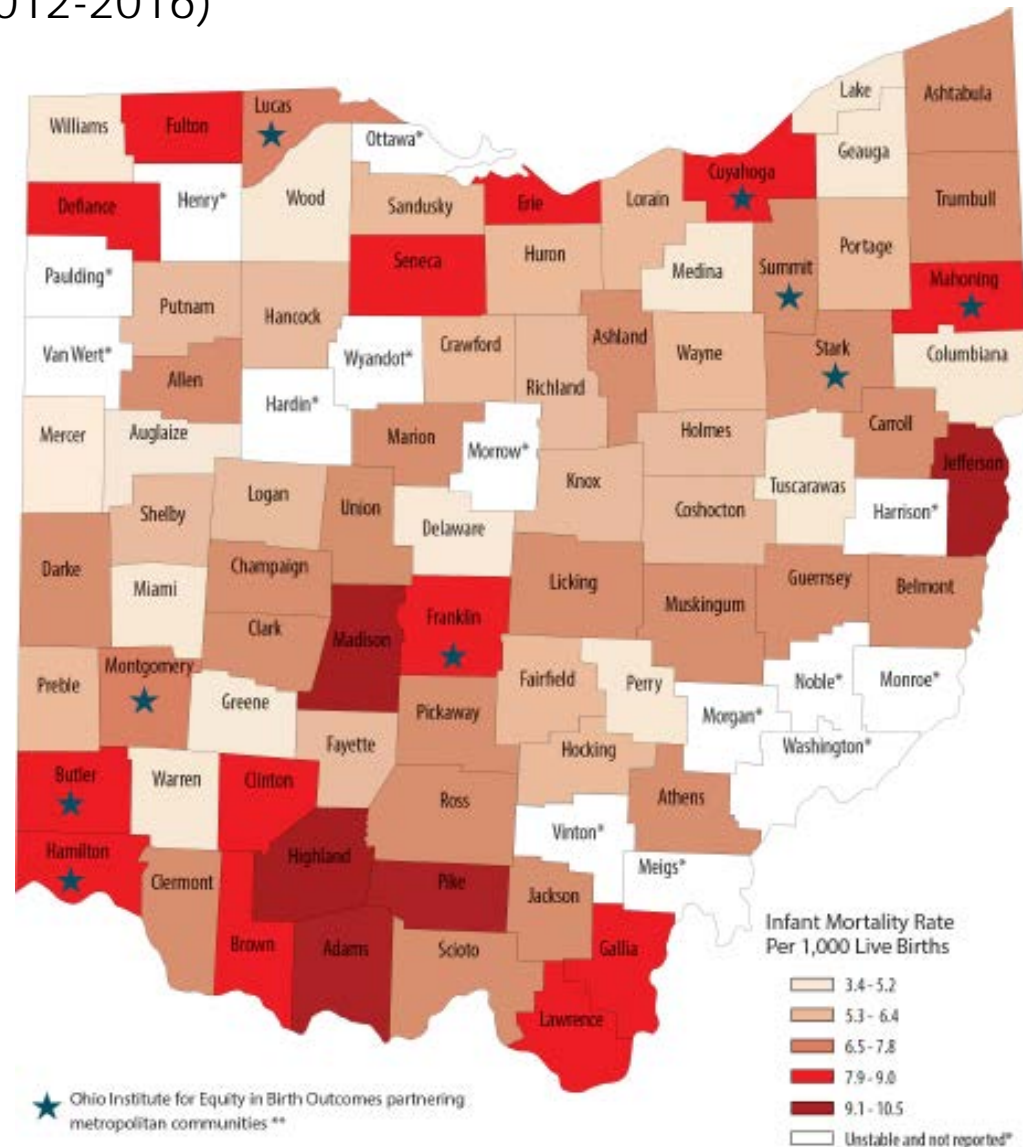 012-2016)
Lake
Ashtabula
Lucas
Williams
Fulton
Ottawa*
Geauga
Cuyahoga
Henry*
Wood
Sandusky
Erie
Lorain
Trumbull
Defiance
Portage
Huron
Seneca
Medina
Summit
Paulding*
Mahoning
Putnam
Hancock
Ashland
Van Wert*
Wyandot*
Crawford
Wayne
Stark
Columbiana
Allen
Richland
Hardin*
Carroll
Mercer
Auglaize
Marion
Holmes
Morrow*
Jefferson
Knox
Tuscarawas
Logan
Union
Shelby
Coshocton
Harrison*
Delaware
Darke
Champaign
Licking
Guernsey
Belmont
Miami
Muskingum
Franklin
Clark
Madison
Montgomery
Fairfield
Perry
Noble*
Monroe*
Preble
Greene
Pickaway
Morgan*
Fayette
Hocking
Washington*
Butler
Warren
Clinton
Ross
Athens
Vinton*
Hamilton
Highland
Meigs*
Clermont
Pike
Jackson
Brown
Adams
Scioto
Gallia
Lawrence
Infant Mortality Rate
Per 1,000 Live Births
3.4 - 5.2
5.3 - 6.4
6.5 - 7.8
7.9 - 9.0
9.1 - 10.5
Unstable and not reported*
Ohio Institute for Equity in Birth Outcomes partnering
metropolitan communities **